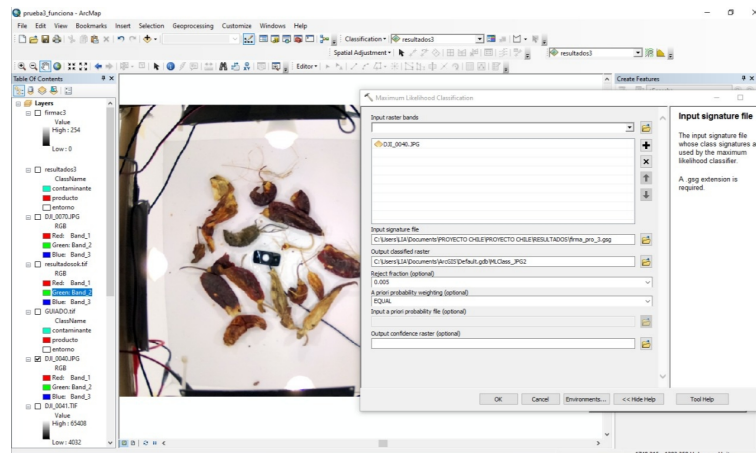 prueba3_funciona - ArcMap
File Edit View Bookmarks Insert Selection Geoprocessing Customize Windows Help
Classification resultados3
Spatial Adjustment resultados3
Editor
Table Of Contents
Create Features
Layers
firmac3
Value
High : 254
Low : 0
resultados3
ClassName
contaminante
producto
entorno
DJI_0070.JPG
RGB
Red: Band_1
Green: Band_2
Blue: Band_3
resultadosok.tif
RGB
Red: Band_1
Green: Band_2
Blue: Band_3
GUIADO.tif
ClassName
contaminante
producto
entorno
DJI_0040.JPG
RGB
Red: Band_1
Green: Band_2
Blue: Band_3
DJI_0041.TIF
Value
High : 65408
Low : 4032
Maximum Likelihood Classification
Input raster bands
DJI_0040.JPG
Input signature file
C:\Users\LIA\Documents\PROYECTO CHILE\PROYECTO CHILE\RESULTADOS\firma_pro_3.gsg
Output classified raster
C:\Users\LIA\Documents\ArcGIS\Default.gdb\MLClass_JPG2
Reject fraction (optional)
0.005
A priori probability weighting (optional)
EQUAL
Input a priori probability file (optional)
Output confidence raster (optional)
OK Cancel Environments... << Hide Help Tool Help
Input signature file
The input signature file
whose class signatures a
used by the maximum
likelihood classifier.
A .gsg extension is
required.